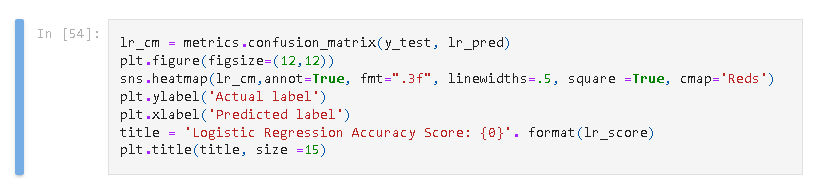 In [54]:
lr_cm = metrics.confusion_matrix(y_test, lr_pred)
plt.figure(figsize=(12,12))
sns.heatmap(lr_cm,annot=True, fmt=".3f", linewidths=.5, square =True, cmap='Reds')
plt.ylabel('Actual label')
plt.xlabel('Predicted label')
title = 'Logistic Regression Accuracy Score: {0}'. format(lr_score)
plt.title(title, size =15)